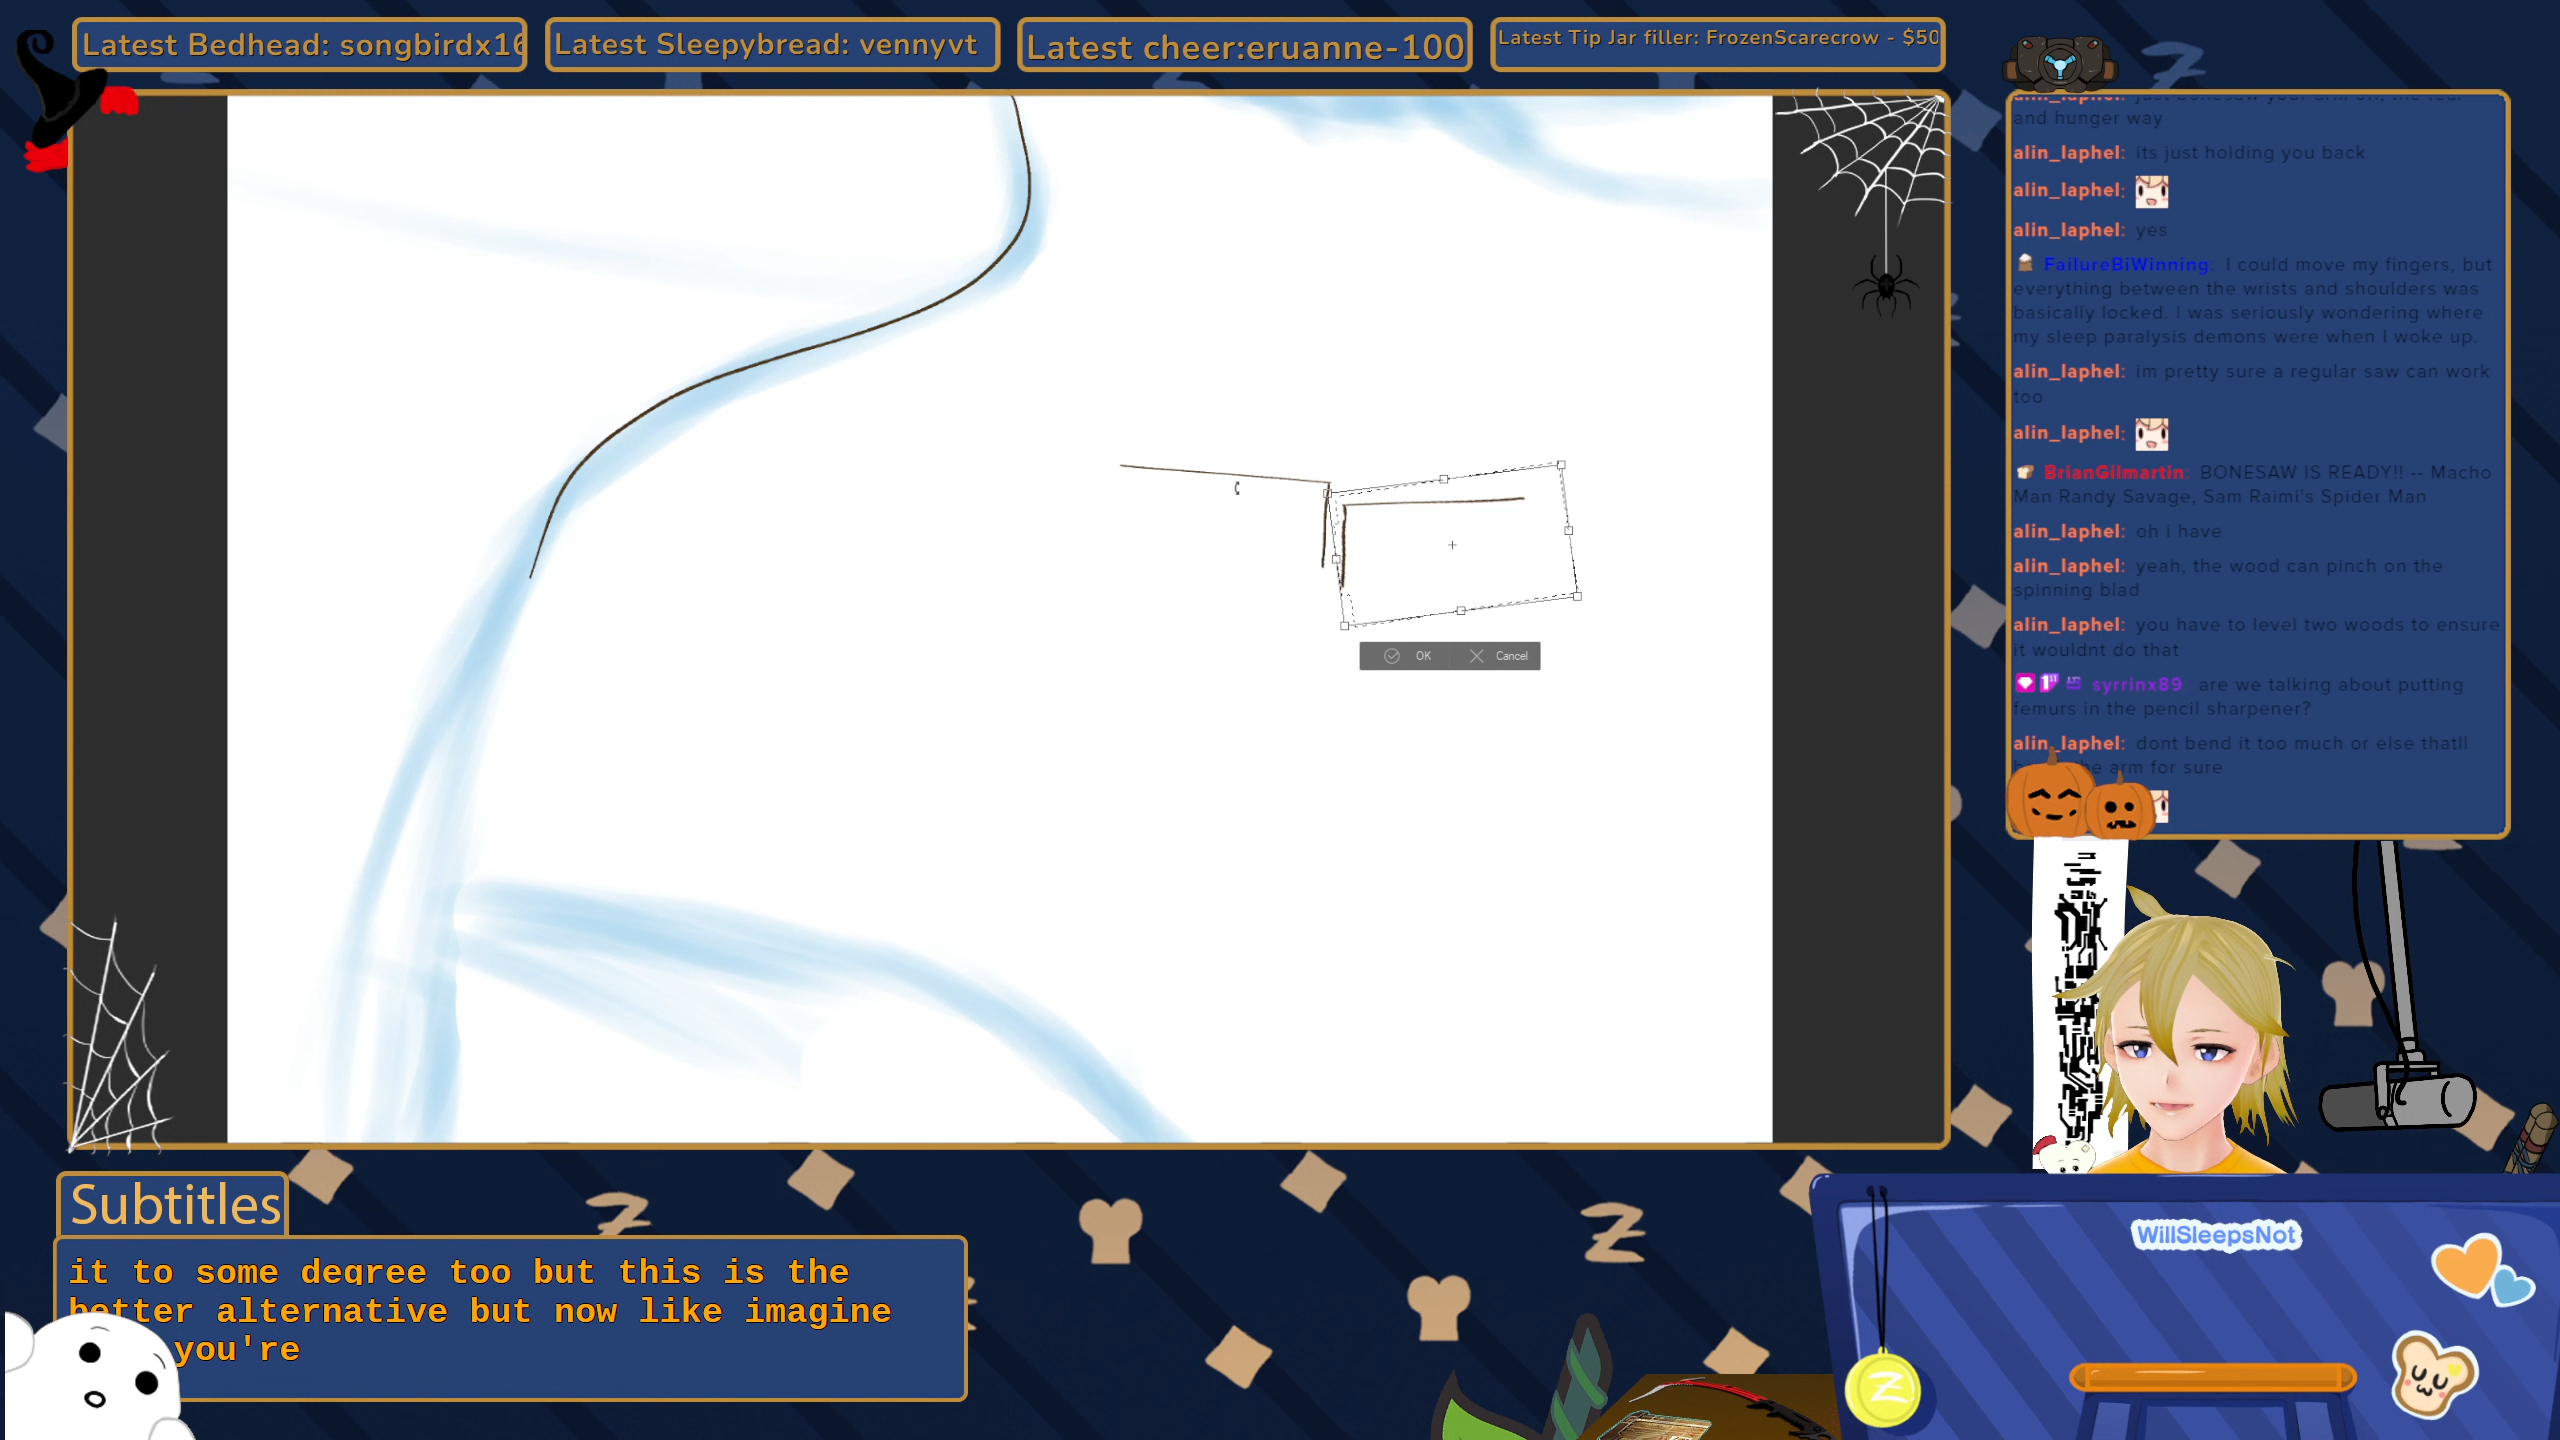 Latest Bedhead: songbirdx16
Latest Sleepybread: vennyvt
Latest cheer:eruanne-100
Latest Tip Jar filler: FrozenScarecrow - $50
and hunger way
alin_laphel: its just holding you back
alin_laphel:
alin_laphel: yes
FailureBiWinning: I could move my fingers, but
everything between the wrists and shoulders was
basically locked. I was seriously wondering where
my sleep paralysis demons were when I woke up.
alin_laphel: im pretty sure a regular saw can work
too
alin_laphel:
BrianGilmartin: BONESAW IS READY!! -- Macho
Man Randy Savage, Sam Raimi's Spider Man
alin_laphel: oh i have
alin_laphel: yeah, the wood can pinch on the
spinning blad
alin_laphel: you have to level two woods to ensure
it wouldnt do that
syrrinx89 are we talking about putting
femurs in the pencil sharpener?
alin_laphel: dont bend it too much or else thatll
the arm for sure
OK Cancel
Subtitles
it to some degree too but this is the
better alternative but now like imagine
you're
WillSleepsNot
Z